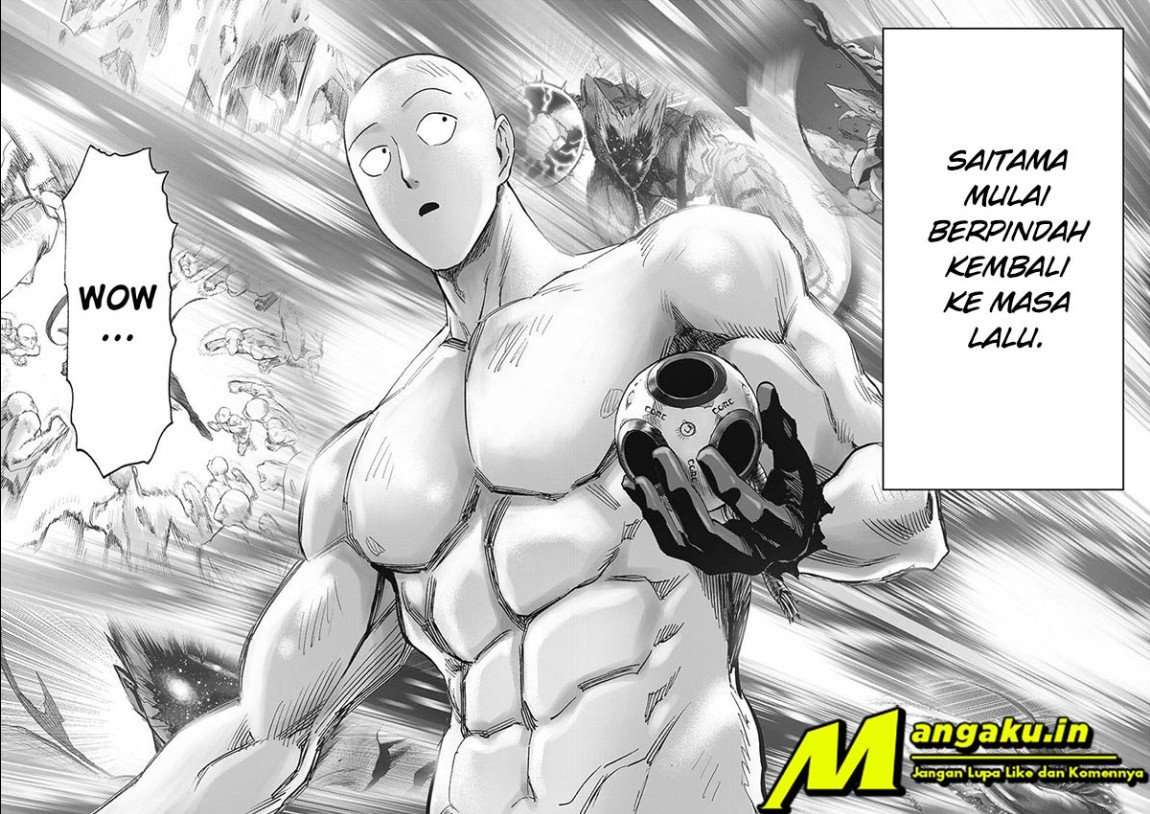 WOW
...
SAITAMA
MULAI
BERPINDAH
KEMBALI
KE MASA
LALU.
CORE
CORE
CORE
Mangaku.in
Jangan Lupa Like dan Komennya